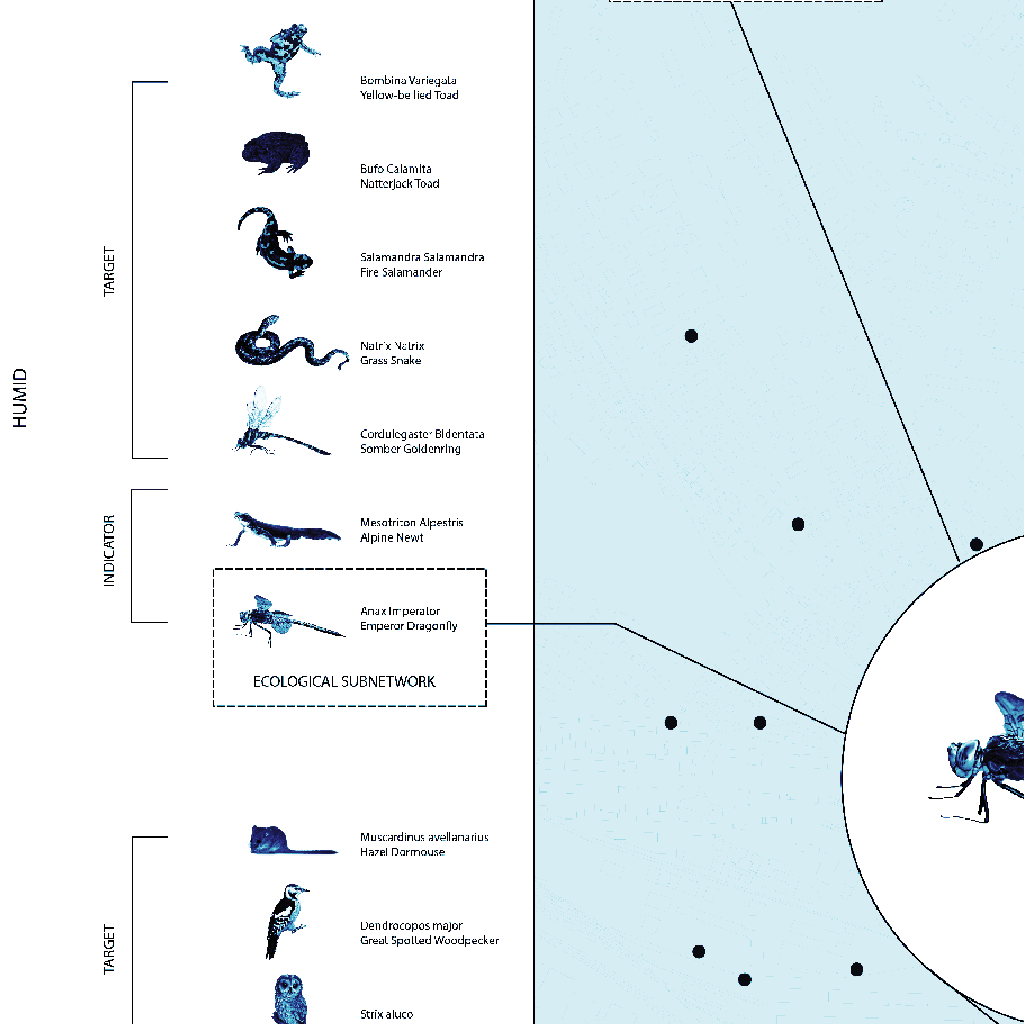 HUMID
TARGET
Bombina Variegata
Yellow-bellied Toad
Bufo Calamita
Natterjack Toad
Salamandra Salamandra
Fire Salamander
Natrix Natrix
Grass Snake
Cordulegaster Bidentata
Somber Goldenring
INDICATOR
Mesotriton Alpestris
Alpine Newt
Anax Imperator
Emperor Dragonfly
ECOLOGICAL SUBNETWORK
TARGET
Muscardinus avellanarius
Hazel Dormouse
Dendrocopos major
Great Spotted Woodpecker
Strix aluco